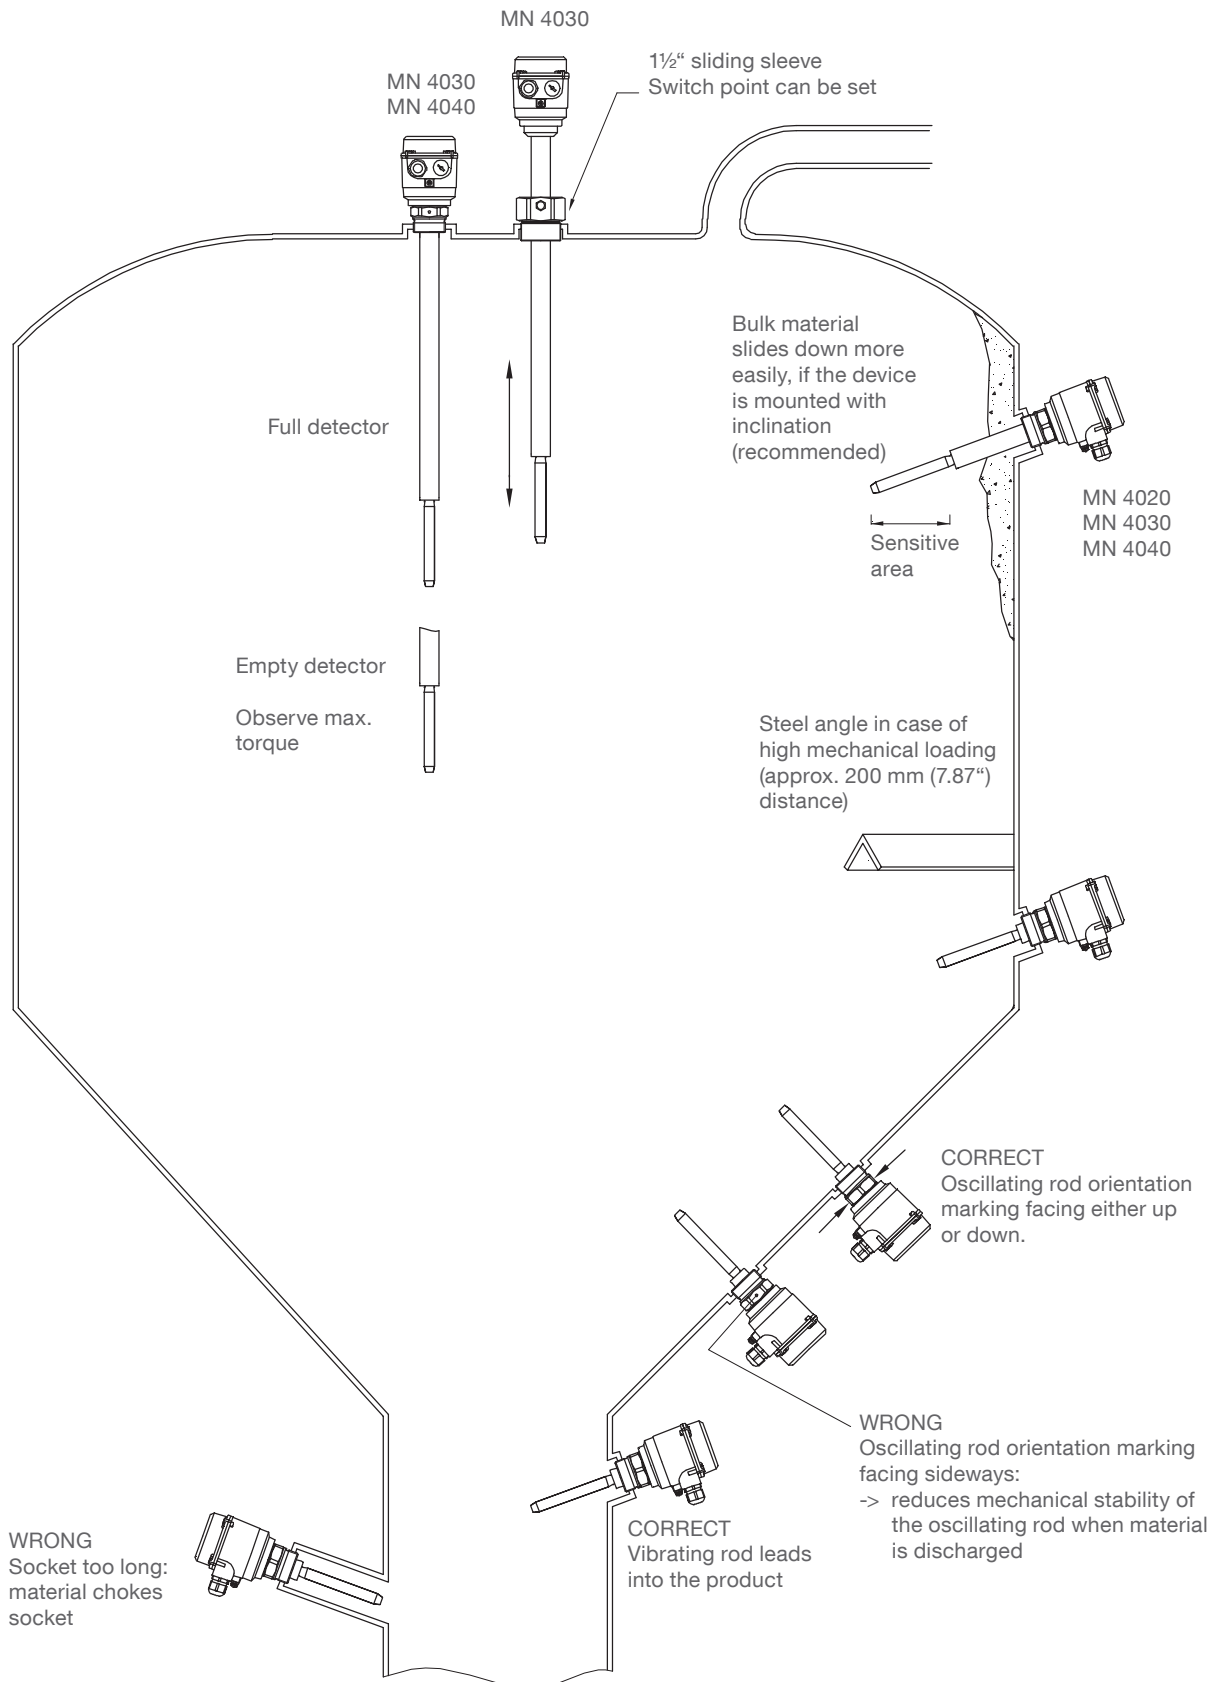 MN 4030
1½“ sliding sleeve
Switch point can be set
MN 4030
MN 4040
Bulk material
slides down more
easily, if the device
is mounted with
inclination
(recommended)
Full detector
MN 4020
MN 4030
MN 4040
Sensitive
area
Empty detector
Observe max.
torque
Steel angle in case of
high mechanical loading
(approx. 200 mm (7.87“)
distance)
CORRECT
Oscillating rod orientation
marking facing either up
or down.
WRONG
Oscillating rod orientation marking
facing sideways:
-> reduces mechanical stability of
the oscillating rod when material
is discharged
CORRECT
Vibrating rod leads
into the product
WRONG
Socket too long:
material chokes
socket